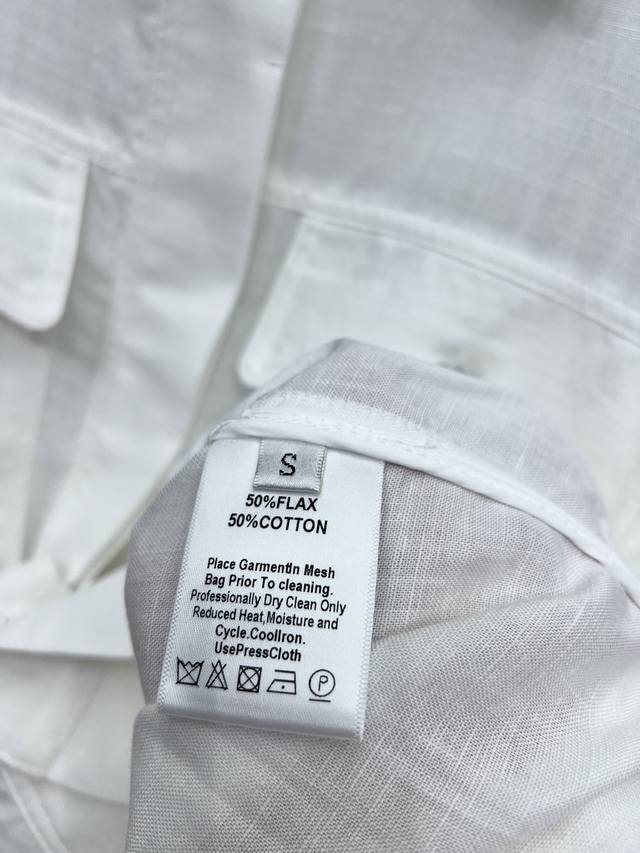 S
50%FLAX
50%COTTON
Place GarmentIn Mesh
Bag Prior To cleaning.
Professionally Dry Clean Only
Reduced Heat,Moisture and
Cycle.CoolIron.
UsePressCloth
P